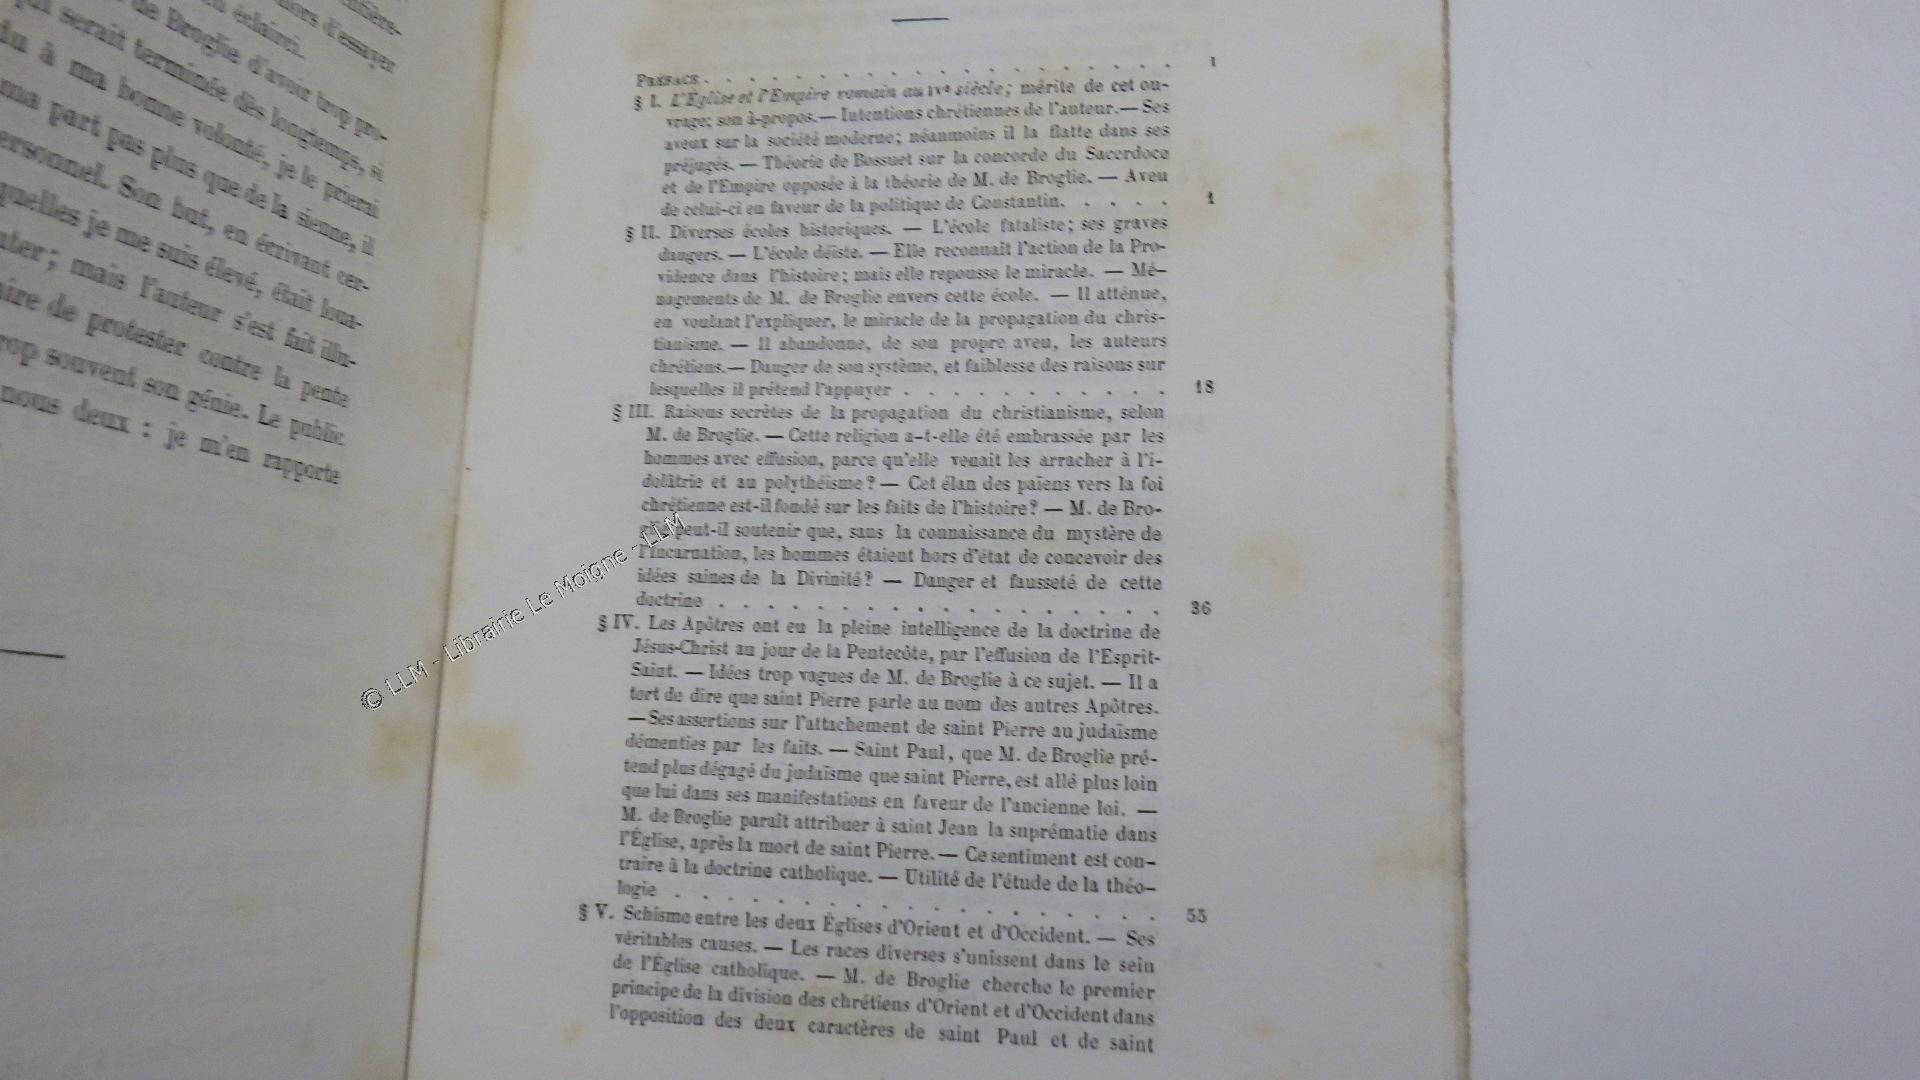 hors d'essayer
éclairci.
de Broglie d'avoir trop pro-
qui serait terminée dès longtemps, si
à ma bonne volonté, je le prierai
ma part pas plus que de la sienne, il
personnel. Son but, en écrivant cer-
quelles je me suis élevé, était loua-
; mais l'auteur s'est fait illu-
de protester contre la pente
trop souvent son génie. Le public
nous deux : je m'en rapporte
PRÉFACE. . . . . . . . . . . . . . . . . . . . 1
§ I. L'Église et l'Empire romain au IVe siècle; mérite de cet ou-
vrage; son à-propos. — Intentions chrétiennes de l'auteur. — Ses
aveux sur la société moderne; néanmoins il la flatte dans ses
préjugés. — Théorie de Bossuet sur la concorde du Sacerdoce
et de l'Empire opposée à la théorie de M. de Broglie. — Aveu
de celui-ci en faveur de la politique de Constantin. . . . . 1
§ II. Diverses écoles historiques. — L'école fataliste; ses graves
dangers. — L'école déiste. — Elle reconnaît l'action de la Pro-
vidence dans l'histoire; mais elle repousse le miracle. — Mé-
nagements de M. de Broglie envers cette école. — Il atténue,
en voulant l'expliquer, le miracle de la propagation du chris-
tianisme. — Il abandonne, de son propre aveu, les auteurs
chrétiens. — Danger de son système, et faiblesse des raisons sur
lesquelles il prétend l'appuyer . . . . . . . . . . . . 18
§ III. Raisons secrètes de la propagation du christianisme, selon
M. de Broglie. — Cette religion a-t-elle été embrassée par les
hommes avec effusion, parce qu'elle venait les arracher à l'i-
dolâtrie et au polythéisme? — Cet élan des païens vers la foi
chrétienne est-il fondé sur les faits de l'histoire? — M. de Bro-
glie peut-il soutenir que, sans la connaissance du mystère de
l'Incarnation, les hommes étaient hors d'état de concevoir des
idées saines de la Divinité? — Danger et fausseté de cette
doctrine . . . . . . . . . . . . . . . . . . . 36
§ IV. Les Apôtres ont eu la pleine intelligence de la doctrine de
Jésus-Christ au jour de la Pentecôte, par l'effusion de l'Esprit-
Saint. — Idées trop vagues de M. de Broglie à ce sujet. — Il a
tort de dire que saint Pierre parle au nom des autres Apôtres.
— Ses assertions sur l'attachement de saint Pierre au judaïsme
démenties par les faits. — Saint Paul, que M. de Broglie pré-
tend plus dégagé du judaïsme que saint Pierre, est allé plus loin
que lui dans ses manifestations en faveur de l'ancienne loi. —
M. de Broglie paraît attribuer à saint Jean la suprématie dans
l'Église, après la mort de saint Pierre. — Ce sentiment est con-
traire à la doctrine catholique. — Utilité de l'étude de la théo-
logie . . . . . . . . . . . . . . . . . . . . 55
§ V. Schisme entre les deux Églises d'Orient et d'Occident. — Ses
véritables causes. — Les races diverses s'unissent dans le sein
de l'Église catholique. — M. de Broglie cherche le premier
principe de la division des chrétiens d'Orient et d'Occident dans
l'opposition des deux caractères de saint Paul et de saint
© LLM - Librairie Le Moigne - LLM